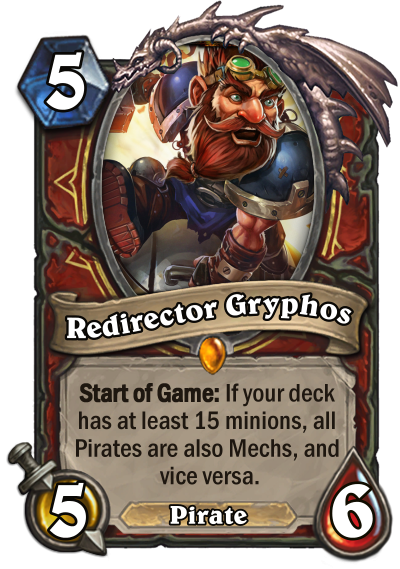 5
Redirector Gryphos
Start of Game: If your deck
has at least 15 minions, all
Pirates are also Mechs, and
vice versa.
5
Pirate
6